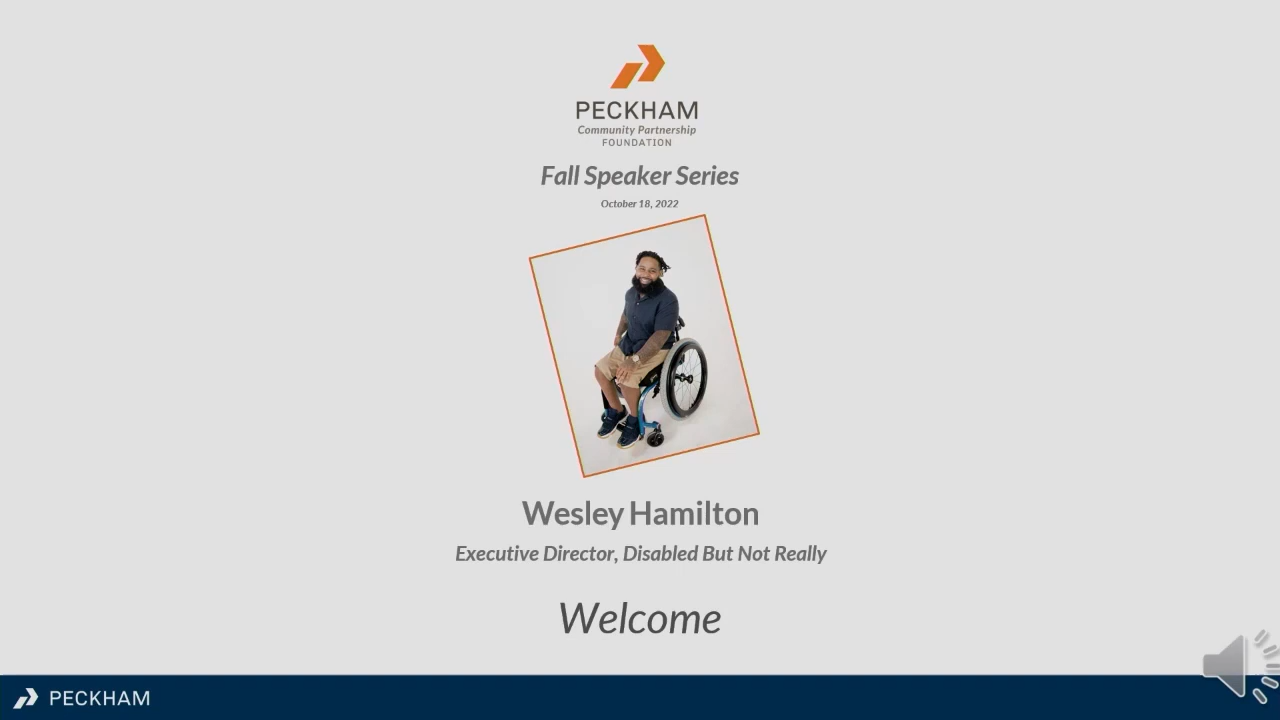 PECKHAM
Community Partnership
FOUNDATION
Fall Speaker Series
October 18, 2022
Wesley Hamilton
Executive Director, Disabled But Not Really
Welcome
PECKHAM